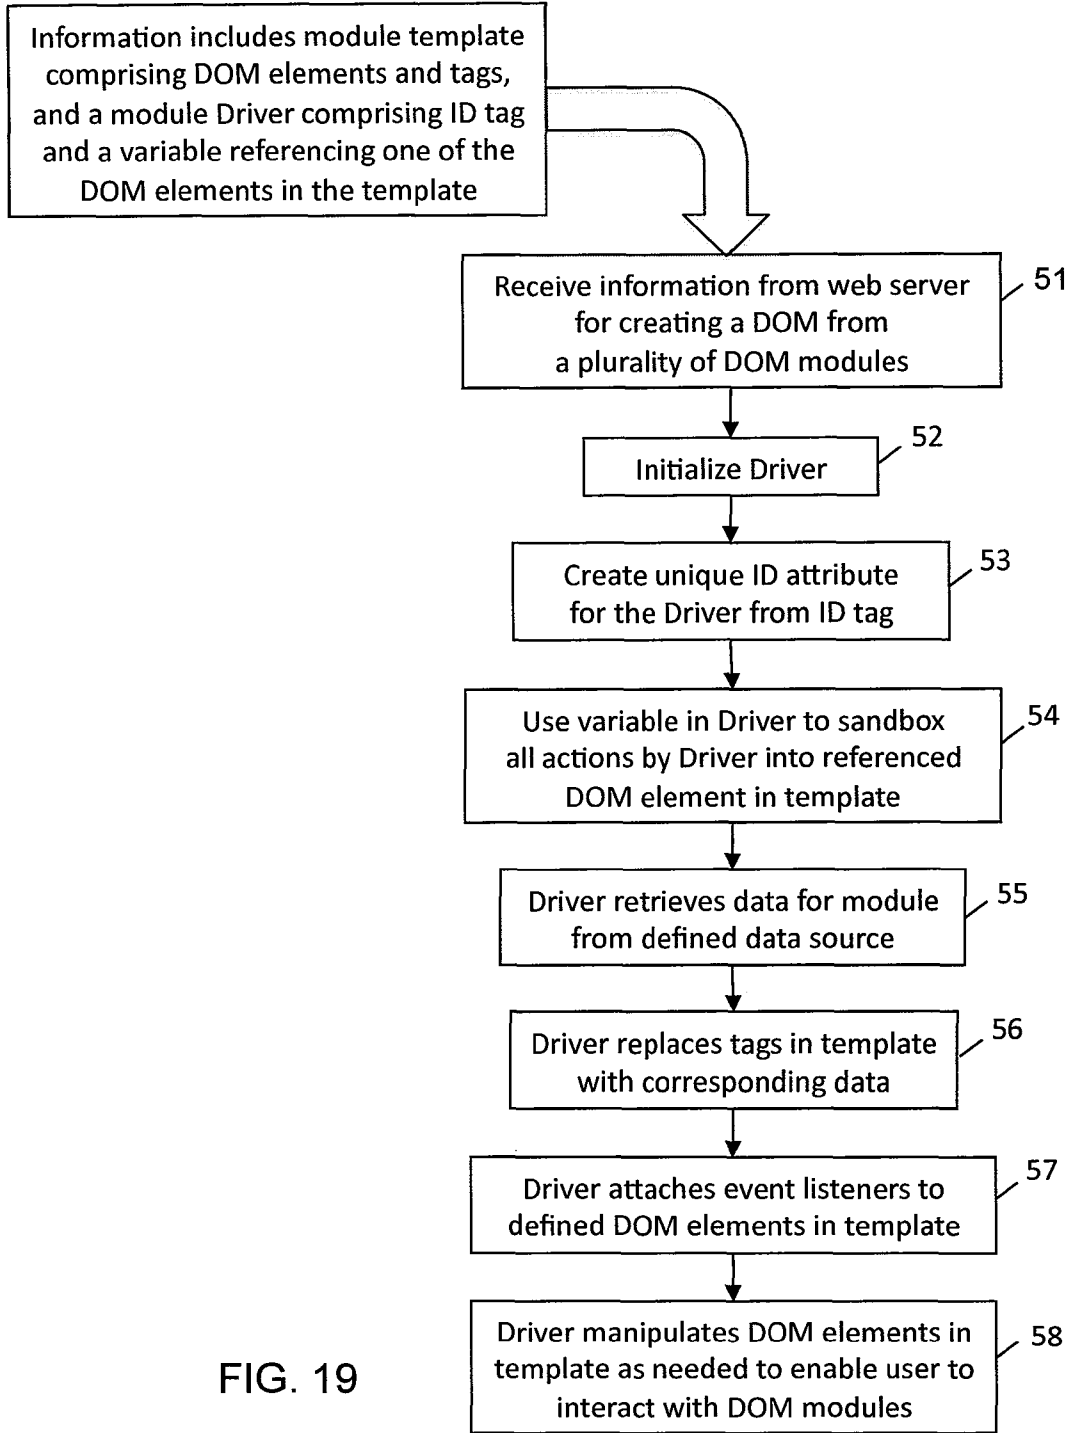 Information includes module template
comprising DOM elements and tags,
and a module Driver comprising ID tag
and a variable referencing one of the
DOM elements in the template
Receive information from web server
for creating a DOM from
a plurality of DOM modules
51
Initialize Driver
52
Create unique ID attribute
for the Driver from ID tag
53
Use variable in Driver to sandbox
all actions by Driver into referenced
DOM element in template
54
Driver retrieves data for module
from defined data source
55
Driver replaces tags in template
with corresponding data
56
Driver attaches event listeners to
defined DOM elements in template
57
Driver manipulates DOM elements in
template as needed to enable user to
interact with DOM modules
58
FIG. 19